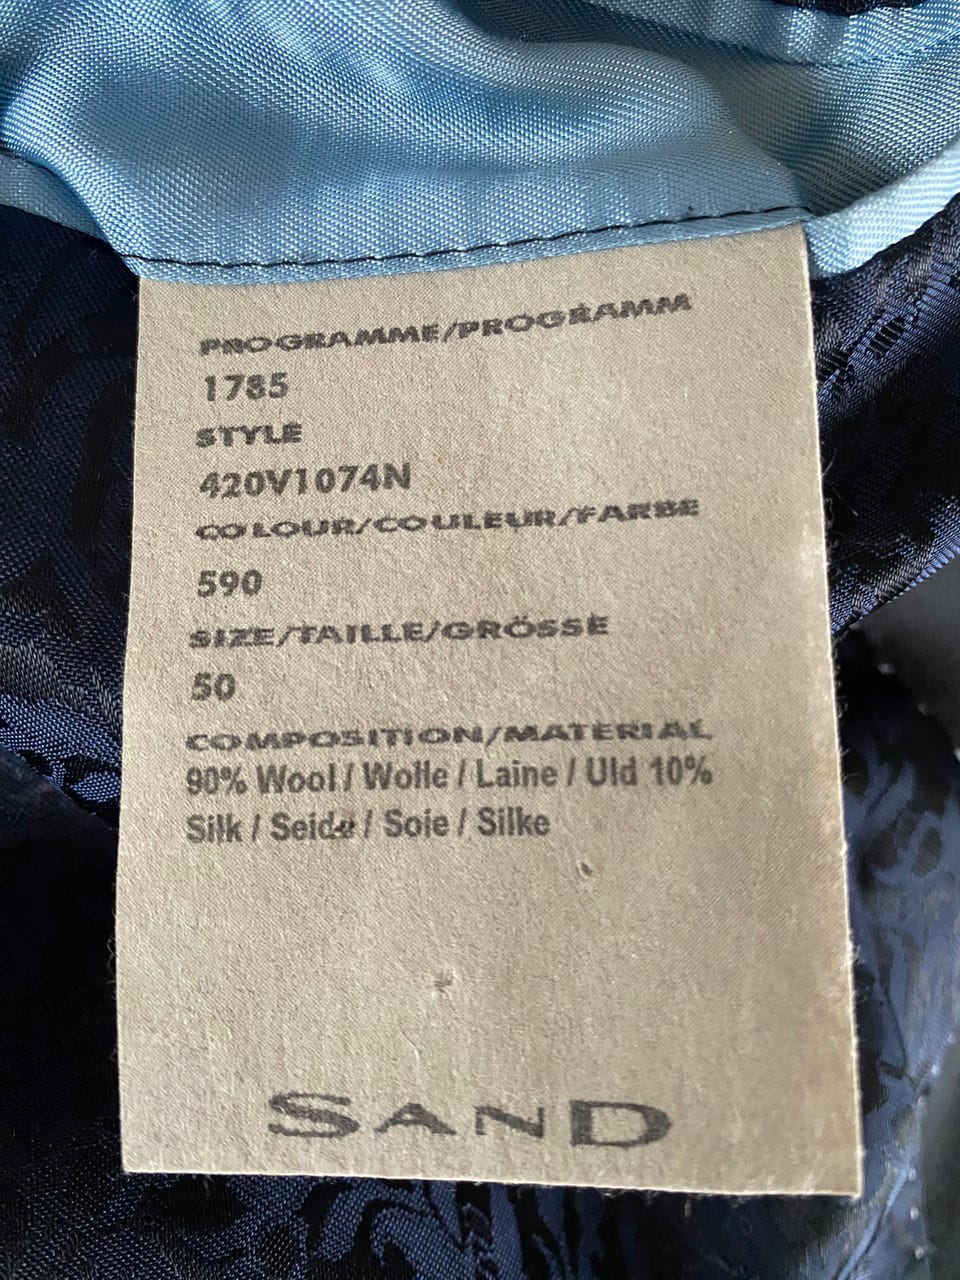 PROGRAMME/PROGRAMM
1785
STYLE
420V1074N
COLOUR/COULEUR/FARBE
590
SIZE/TAILLE/GRÖSSE
50
COMPOSITION/MATERIAL
90% Wool / Wolle / Laine / Uld 10%
Silk / Seide / Soie / Silke
SAND